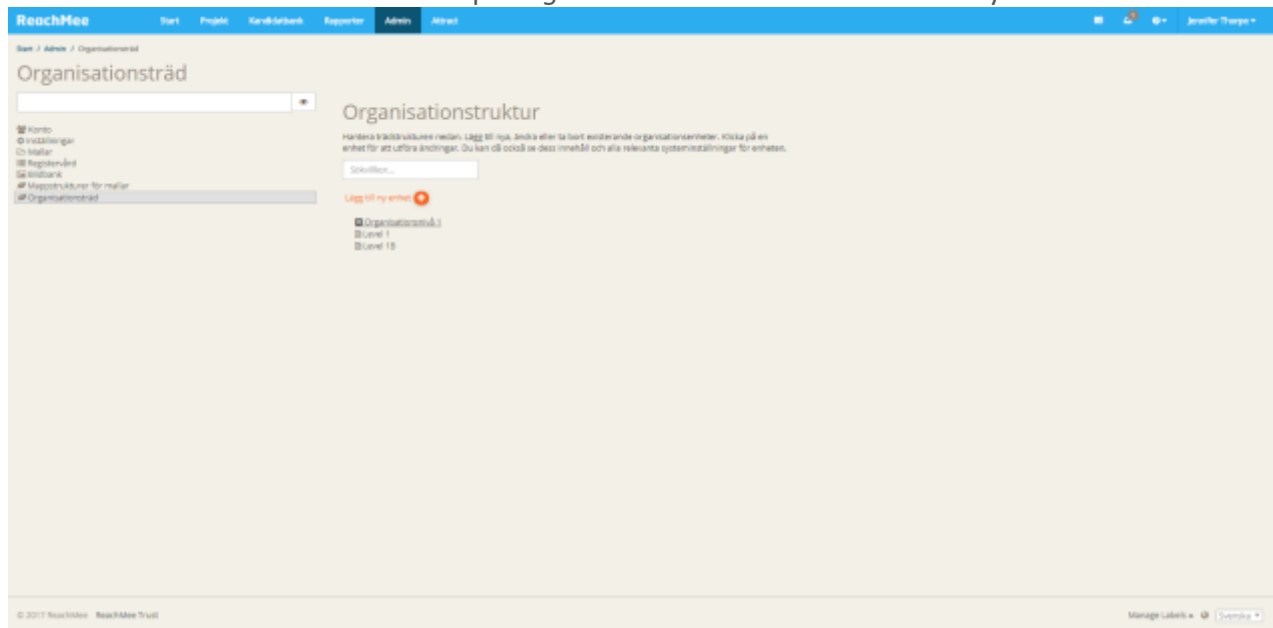 ReachMee Start Projekt Kandidatbank Rapporter Admin Attract Jennifer Thorpe
Start / Admin / Organisationsträd
Organisationsträd
Organisationstruktur
Hantera trädstrukturen nedan. Lägg till nya, ändra eller ta bort existerande organisationsenheter. Klicka på en
enhet för att utföra ändringar. Du kan då också se dess innehåll och alla relevanta systeminställningar för enheten.
Konto
Inställningar
Mallar
Registervård
Bildbank
Mappstrukturer för mallar
Organisationsträd
Sökvillkor...
Lägg till ny enhet
Organisationsnivå 1
Level 1
Level 1B
© 2017 ReachMee ReachMee Trust Manage Labels Svenska